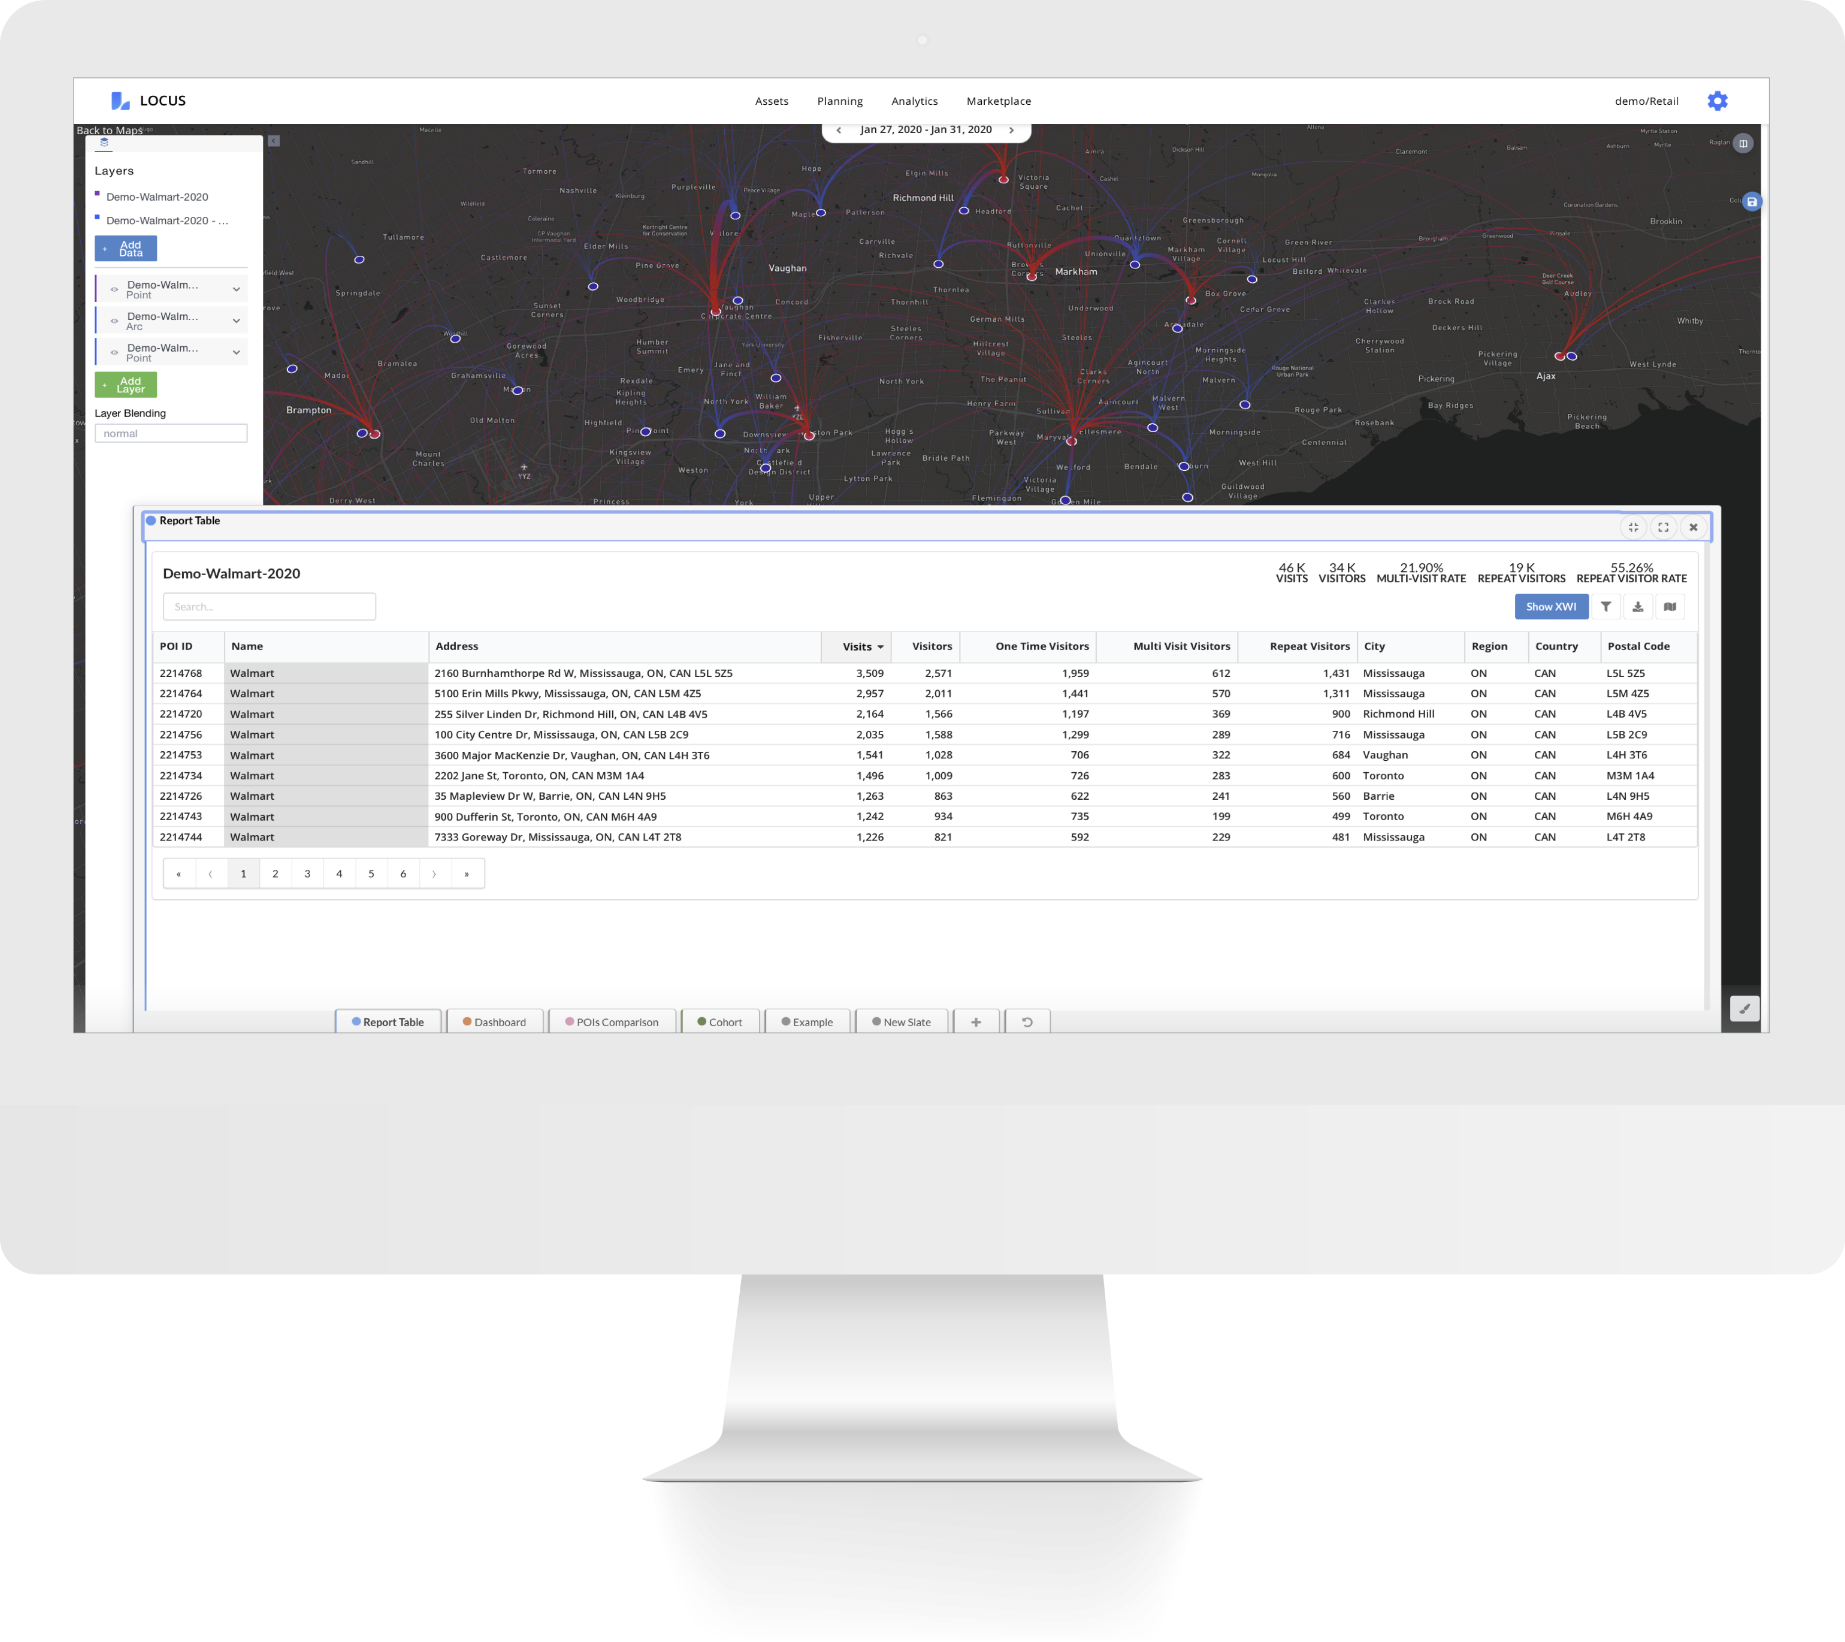 LOCUS
Assets Planning Analytics Marketplace
demo/Retail
Back to Maps
Jan 27, 2020 - Jan 31, 2020
Layers
Demo-Walmart-2020
Demo-Walmart-2020 - ...
+ Add Data
Demo-Walm...
Point
Demo-Walm...
Arc
Demo-Walm...
Point
+ Add Layer
Layer Blending
normal
Tormore
Nashville
Kleinburg
Purpleville
Hope
Elgin Mills
Victoria Square
Richmond Hill
Headford
Cachet
Maple
Patterson
Tullamore
Elder Mills
Castlemore
Pine Grove
Vaughan
Carrville
Richvale
Buttonville
Unionville
Quantztown
Markham
Markham Village
Greensborough
Cornell Village
Green River
Locust Hill
Belford
Whitevale
Brooklin
Springdale
Sunset Corners
Woodbridge
Concord
Thornhill
Thornlea
Underwood
Box Grove
Cedar Grove
Clarkes Hollow
Brock Road
Audley
Whitby
German Mills
Steeles Corners
Steeles
Fisherville
Humber Summit
Gorewood Acres
York University
Hillcrest Village
Deckers Hill
Cherrywood Station
Pickering Village
West Lynde
Bramalea
Grahamsville
Rexdale
Kipling Heights
Emery
Jane and Finch
North York
The Peanut
Clarks Corners
Agincourt North
Morningside Heights
Malvern
Rouge National Urban Park
Pickering
Ajax
Brampton
Old Malton
Highfield
North York
William Baker
Henry Farm
Agincourt
Malvern West
Rouge Park
Rosebank
Bay Ridges
Pickering Beach
Mount Charles
Kingsview Village
Weston
Downsview
Hogg's Hollow
Lawrence Park
Bridle Path
Parkway West
Ellesmere
Bendale
Morningside
Centennial
West Hill
YYZ
Lytton Park
Victoria Village
Guildwood Village
Derry West
Princess
York
Upper
Flemingdon
Report Table
Demo-Walmart-2020
46 K VISITS 34 K VISITORS 21.90% MULTI-VISIT RATE 19 K REPEAT VISITORS 55.26% REPEAT VISITOR RATE
Search...
Show XWI
POI ID Name Address Visits Visitors One Time Visitors Multi Visit Visitors Repeat Visitors City Region Country Postal Code
2214768 Walmart 2160 Burnhamthorpe Rd W, Mississauga, ON, CAN L5L 5Z5 3,509 2,571 1,959 612 1,431 Mississauga ON CAN L5L 5Z5
2214764 Walmart 5100 Erin Mills Pkwy, Mississauga, ON, CAN L5M 4Z5 2,957 2,011 1,441 570 1,311 Mississauga ON CAN L5M 4Z5
2214720 Walmart 255 Silver Linden Dr, Richmond Hill, ON, CAN L4B 4V5 2,164 1,566 1,197 369 900 Richmond Hill ON CAN L4B 4V5
2214756 Walmart 100 City Centre Dr, Mississauga, ON, CAN L5B 2C9 2,035 1,588 1,299 289 716 Mississauga ON CAN L5B 2C9
2214753 Walmart 3600 Major MacKenzie Dr, Vaughan, ON, CAN L4H 3T6 1,541 1,028 706 322 684 Vaughan ON CAN L4H 3T6
2214734 Walmart 2202 Jane St, Toronto, ON, CAN M3M 1A4 1,496 1,009 726 283 600 Toronto ON CAN M3M 1A4
2214726 Walmart 35 Mapleview Dr W, Barrie, ON, CAN L4N 9H5 1,263 863 622 241 560 Barrie ON CAN L4N 9H5
2214743 Walmart 900 Dufferin St, Toronto, ON, CAN M6H 4A9 1,242 934 735 199 499 Toronto ON CAN M6H 4A9
2214744 Walmart 7333 Goreway Dr, Mississauga, ON, CAN L4T 2T8 1,226 821 592 229 481 Mississauga ON CAN L4T 2T8
« ‹ 1 2 3 4 5 6 › »
Report Table Dashboard POIs Comparison Cohort Example New Slate +